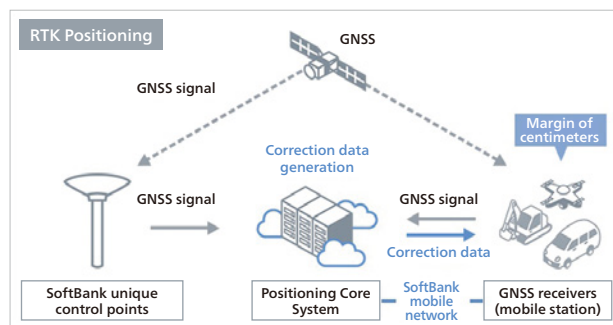 RTK Positioning
GNSS
GNSS signal
Margin of
centimeters
Correction data
generation
GNSS signal
GNSS signal
Correction data
SoftBank unique
control points
Positioning Core
System
SoftBank
mobile
network
GNSS receivers
(mobile station)